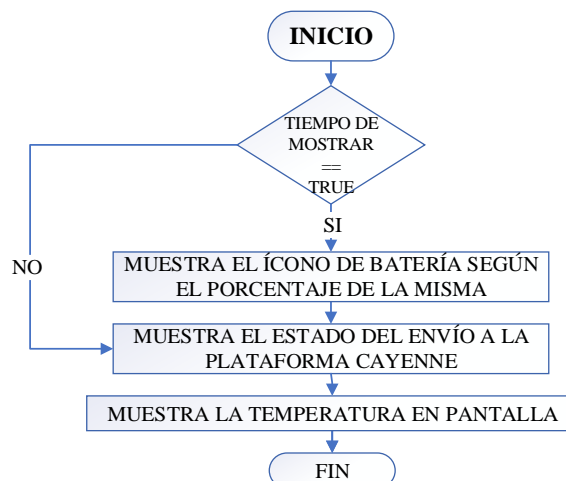 INICIO
TIEMPO DE
MOSTRAR
==
TRUE
SI
NO
MUESTRA EL ÍCONO DE BATERÍA SEGÚN
EL PORCENTAJE DE LA MISMA
MUESTRA EL ESTADO DEL ENVÍO A LA
PLATAFORMA CAYENNE
MUESTRA LA TEMPERATURA EN PANTALLA
FIN